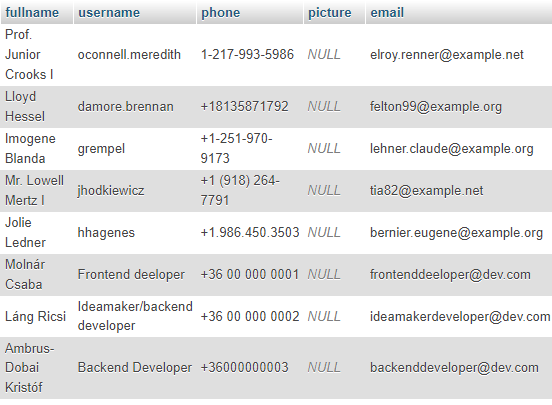 fullname username phone picture email
Prof.
Junior
Crooks I
oconnell.meredith 1-217-993-5986 NULL elroy.renner@example.net
Lloyd
Hessel
damore.brennan +18135871792 NULL felton99@example.org
Imogene
Blanda
grempel
+1-251-970-
9173
NULL lehner.claude@example.org
Mr. Lowell
Mertz I
jhodkiewicz
+1 (918) 264-
7791
NULL tia82@example.net
Jolie
Ledner
hhagenes +1.986.450.3503 NULL bernier.eugene@example.org
Molnár
Csaba
Frontend deeloper +36 00 000 0001 NULL frontenddeeloper@dev.com
Láng Ricsi
Ideamaker/backend
developer
+36 00 000 0002 NULL ideamakerdeveloper@dev.com
Ambrus-
Dobai
Kristóf
Backend Developer +36000000003 NULL backenddeveloper@dev.com